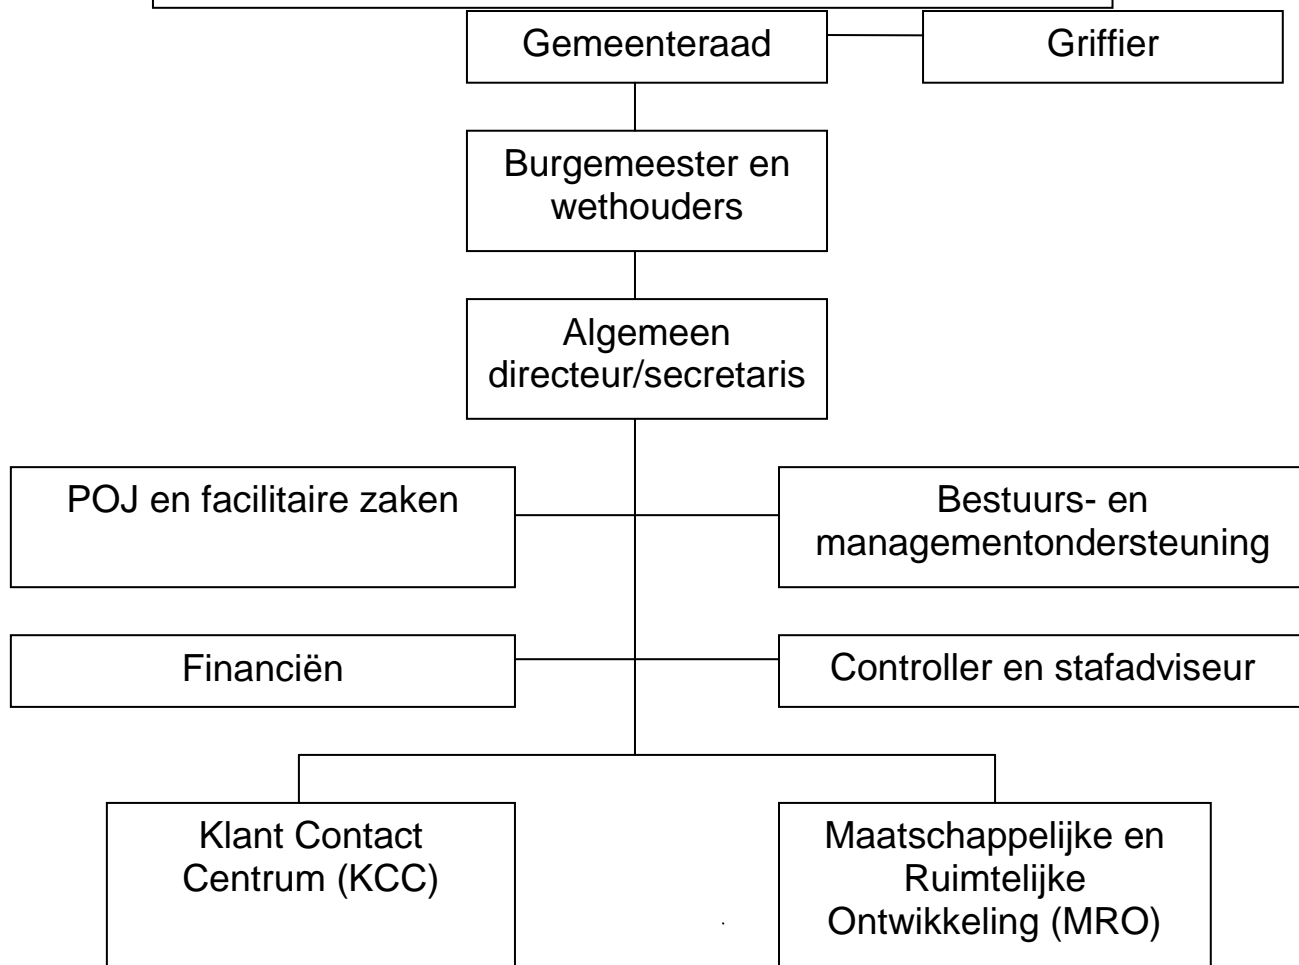 Gemeenteraad
Griffier
Burgemeester en
wethouders
Algemeen
directeur/secretaris
POJ en facilitaire zaken
Bestuurs- en
managementondersteuning
Financiën
Controller en stafadviseur
Klant Contact
Centrum (KCC)
Maatschappelijke en
Ruimtelijke
Ontwikkeling (MRO)